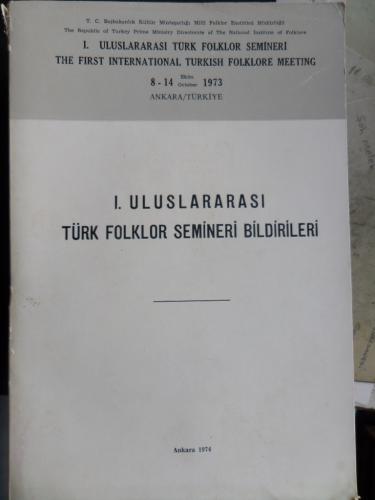 T. C. Başbakanlık Kültür Müsteşarlığı Milli Folklor Enstitüsü Müdürlüğü
The Republic of Turkey Prime Ministry Directorate of The National Institute of Folklore
I. ULUSLARARASI TÜRK FOLKLOR SEMİNERİ
THE FIRST INTERNATIONAL TURKISH FOLKLORE MEETING
8 - 14 Ekim October 1973
ANKARA/TÜRKİYE
I. ULUSLARARASI
TÜRK FOLKLOR SEMİNERİ BİLDİRİLERİ
Ankara 1974